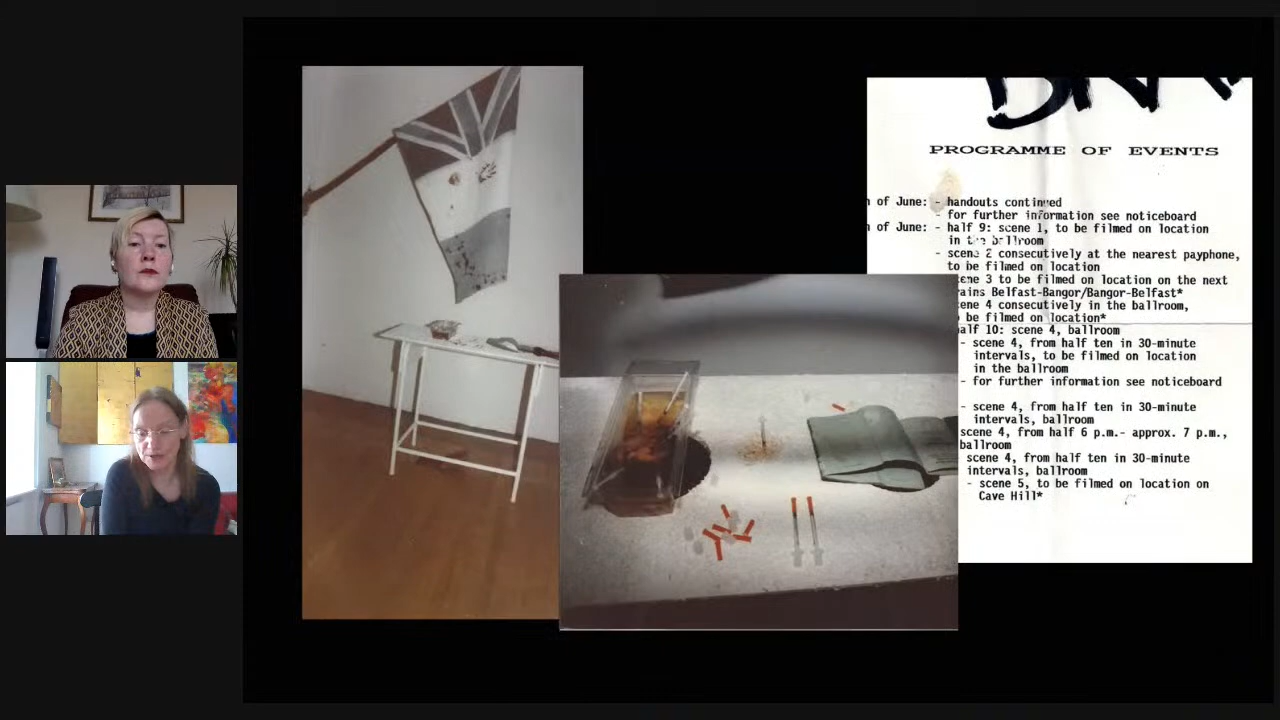 PROGRAMME OF EVENTS
of June: - handouts continued
- for further information see noticeboard
of June: - half 9: scene 1, to be filmed on location
in the ballroom
- scene 2 consecutively at the nearest payphone,
to be filmed on location
scene 3 to be filmed on location on the next
trains Belfast-Bangor/Bangor-Belfast*
scene 4 consecutively in the ballroom,
be filmed on location*
half 10: scene 4, ballroom
- scene 4, from half ten in 30-minute
intervals, to be filmed on location
in the ballroom
- for further information see noticeboard
- scene 4, from half ten in 30-minute
intervals, ballroom
scene 4, from half 6 p.m.- approx. 7 p.m.,
ballroom
scene 4, from half ten in 30-minute
intervals, ballroom
- scene 5, to be filmed on location on
Cave Hill*